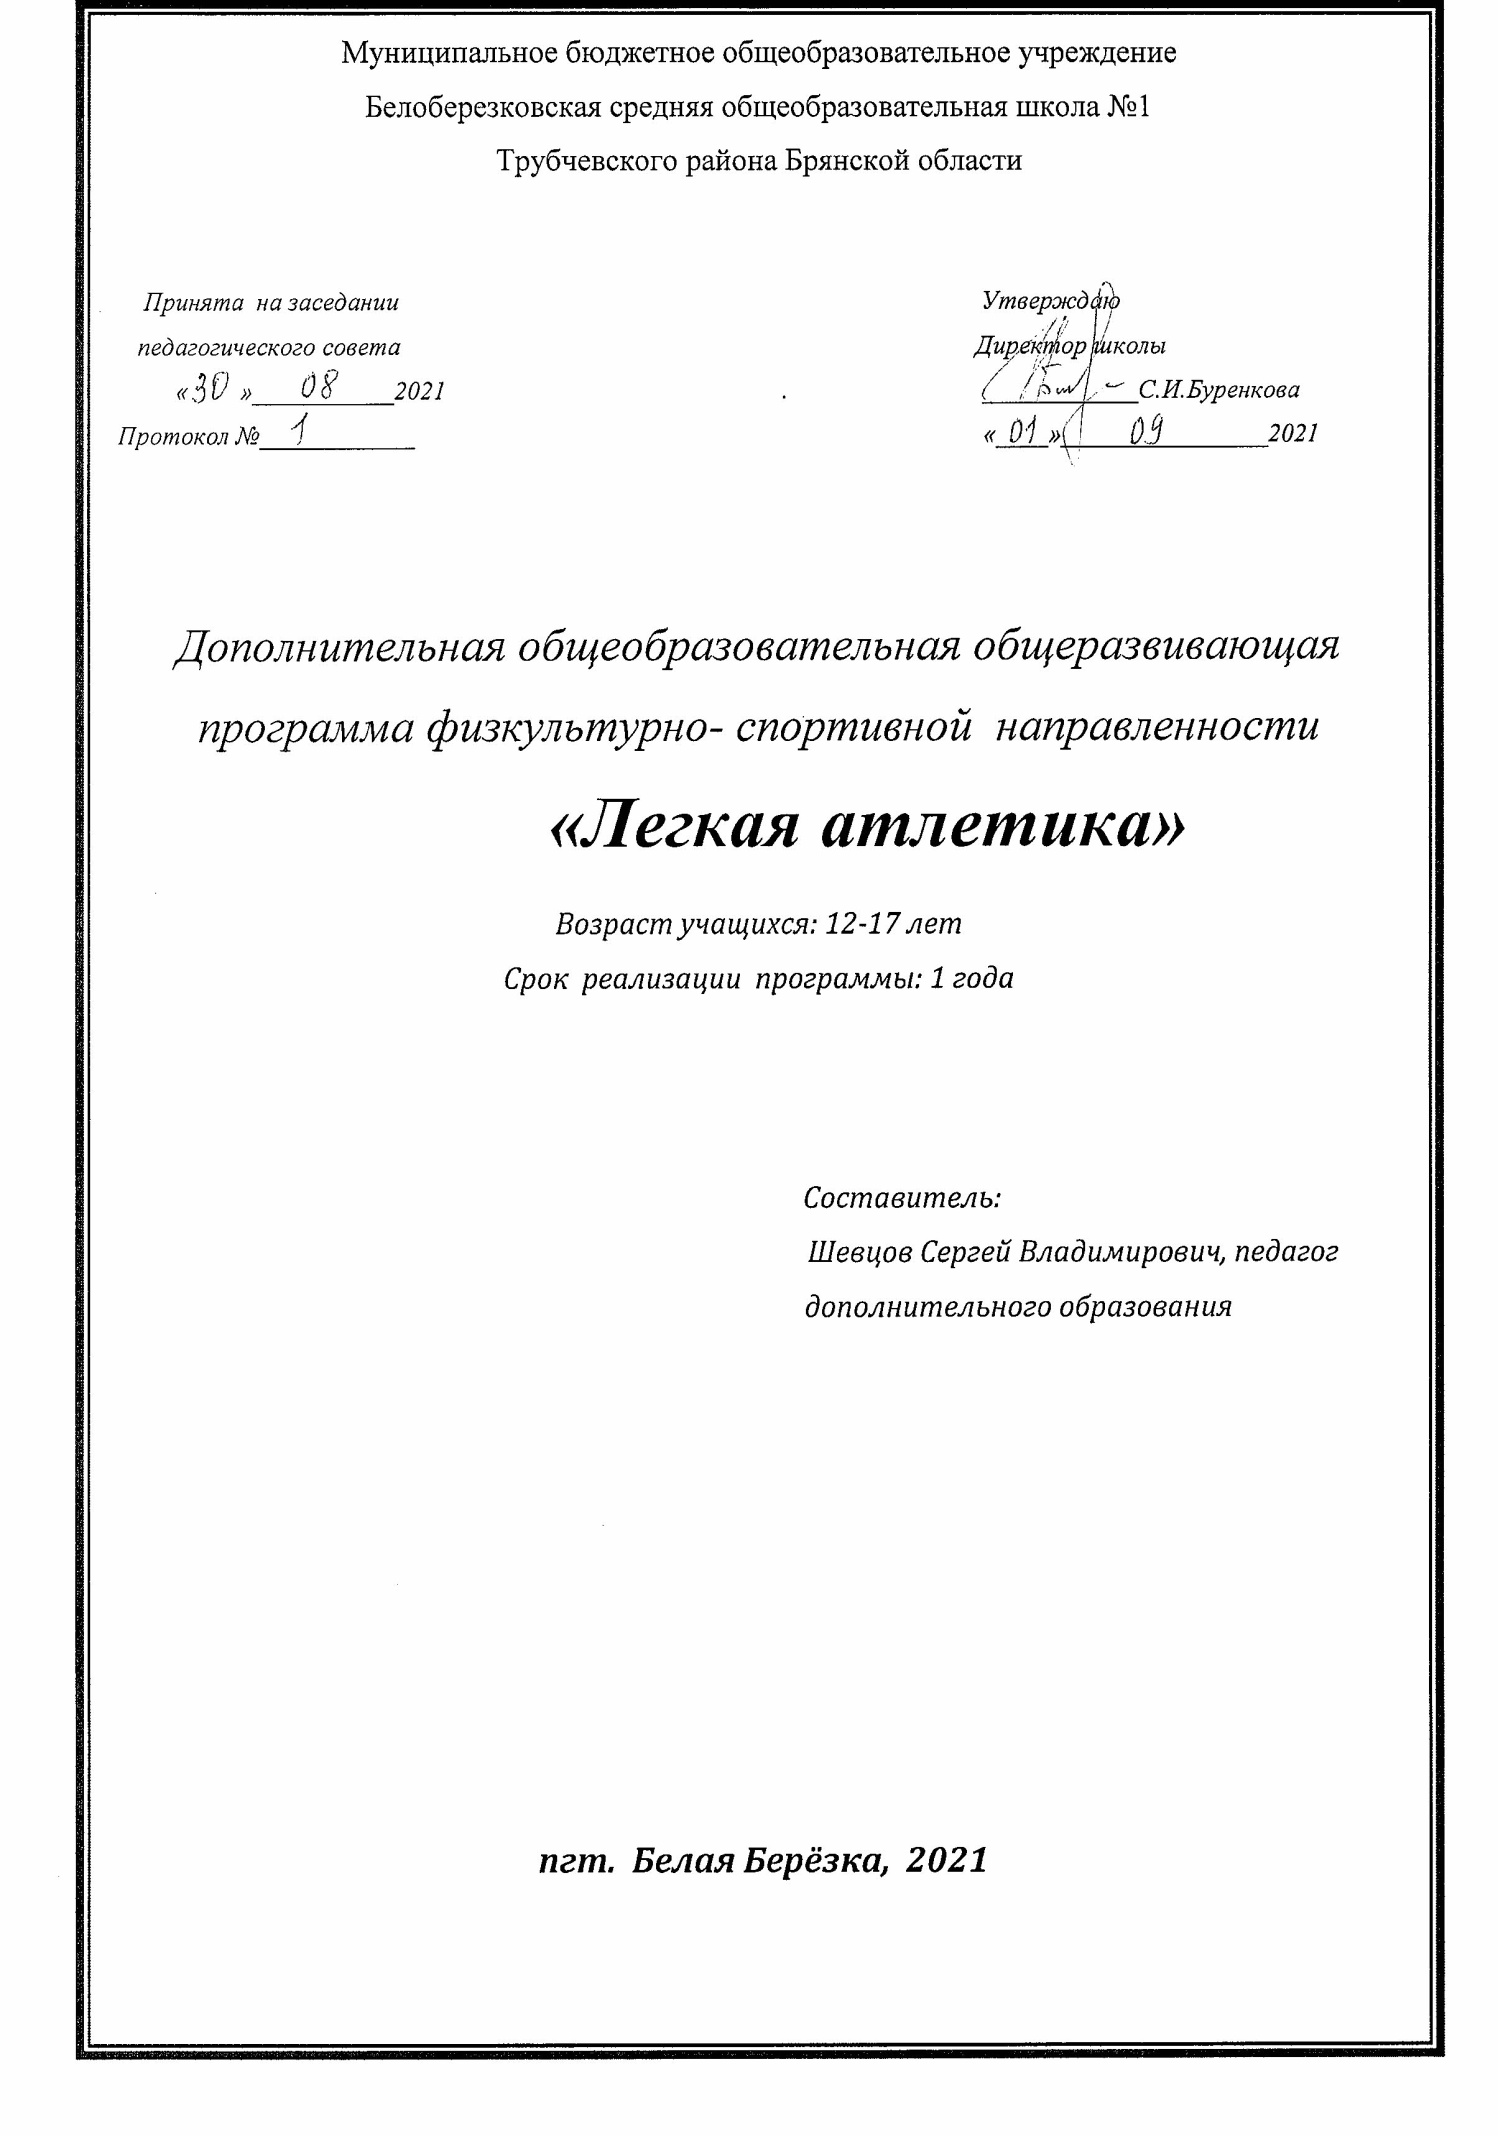 Муниципальное бюджетное общеобразовательное учреждение
Белоберезковская средняя общеобразовательная школа №1
Трубчевского района Брянской области
Принята на заседании
педагогического совета
«30» 08 2021
Протокол № 1
Утверждаю
Директор школы
С.И.Буренкова
«01» 09 2021
Дополнительная общеобразовательная общеразвивающая
программа физкультурно- спортивной направленности
«Легкая атлетика»
Возраст учащихся: 12-17 лет
Срок реализации программы: 1 года
Составитель:
Шевцов Сергей Владимирович, педагог
дополнительного образования
пгт. Белая Берёзка, 2021